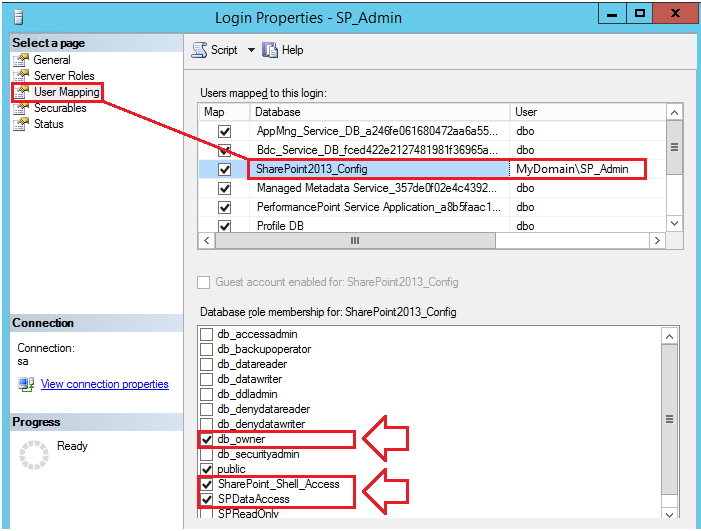 Login Properties - SP_Admin
Select a page
General
Server Roles
User Mapping
Securables
Status
Script
Help
Users mapped to this login:
Map Database User
AppMng_Service_DB_a246fe061680472aa6a55... dbo
Bdc_Service_DB_fced422e2127481981f36965a... dbo
SharePoint2013_Config MyDomain\SP_Admin
Managed Metadata Service_357de0f02e4c4392... dbo
PerformancePoint Service Application_a8b5faac1... dbo
Profile DB dbo
Guest account enabled for: SharePoint2013_Config
Database role membership for: SharePoint2013_Config
db_accessadmin
db_backupoperator
db_datareader
db_datawriter
db_ddladmin
db_denydatareader
db_denydatawriter
db_owner
db_securityadmin
public
SharePoint_Shell_Access
SPDataAccess
SPReadOnly
Connection
Connection:
sa
View connection properties
Progress
Ready